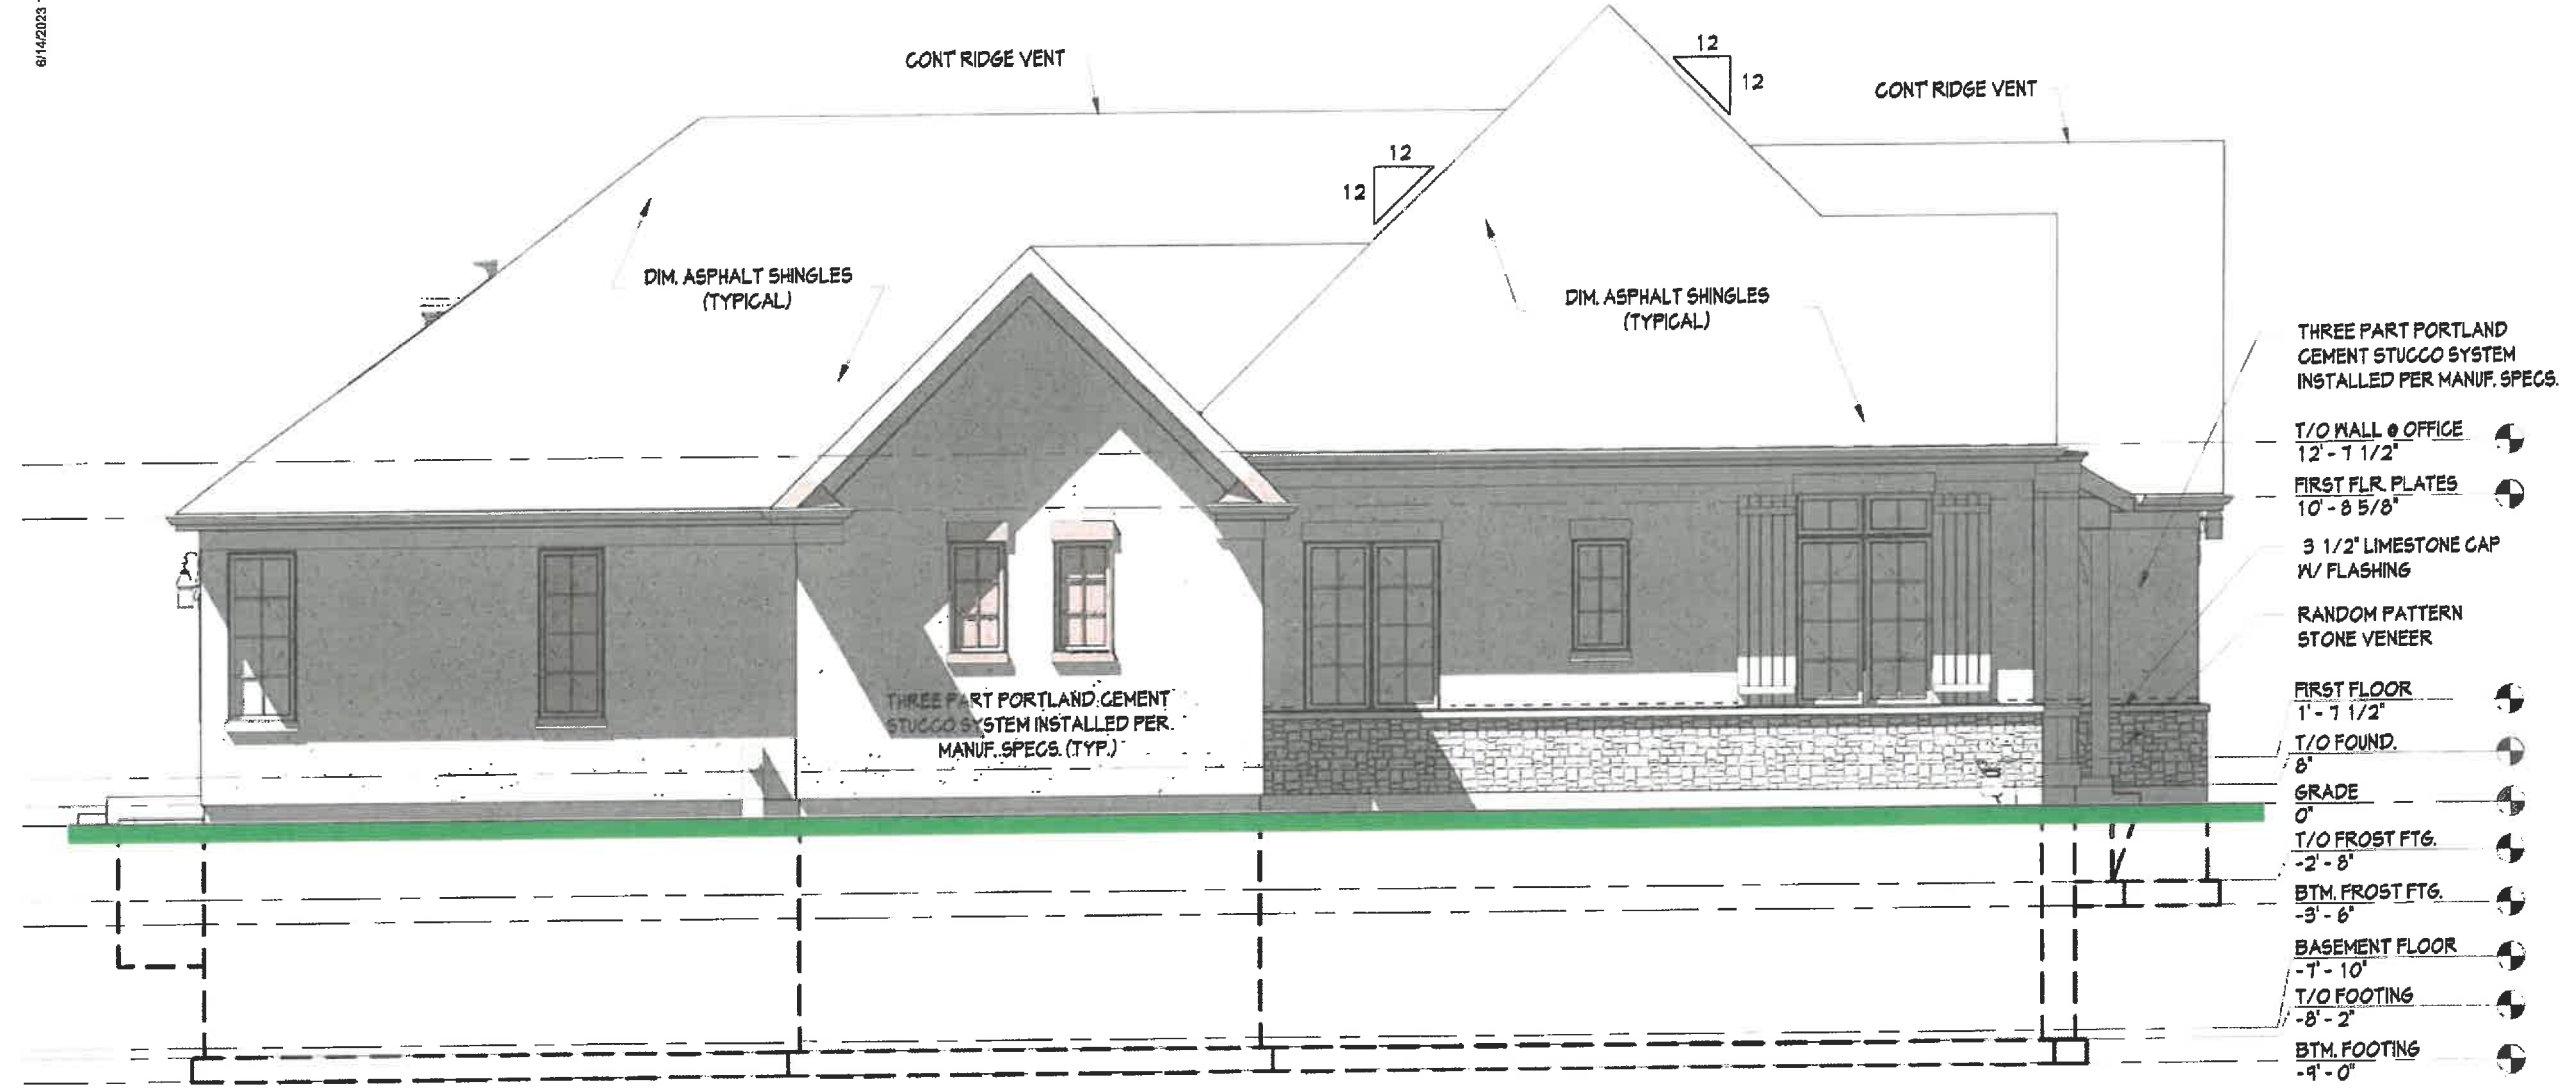 6/14/2023
CONT RIDGE VENT
12
12
CONT RIDGE VENT
12
12
DIM. ASPHALT SHINGLES
(TYPICAL)
DIM. ASPHALT SHINGLES
(TYPICAL)
THREE PART PORTLAND
CEMENT STUCCO SYSTEM
INSTALLED PER MANUF. SPECS.
T/O WALL @ OFFICE
12' - 7 1/2"
FIRST FLR. PLATES
10' - 8 5/8"
3 1/2" LIMESTONE CAP
W/ FLASHING
RANDOM PATTERN
STONE VENEER
THREE PART PORTLAND CEMENT
STUCCO SYSTEM INSTALLED PER
MANUF. SPECS. (TYP.)
FIRST FLOOR
1' - 7 1/2"
T/O FOUND.
8"
GRADE
0"
T/O FROST FTG.
-2' - 8"
BTM. FROST FTG.
-3' - 6"
BASEMENT FLOOR
-7' - 10"
T/O FOOTING
-8' - 2"
BTM. FOOTING
-9' - 0"